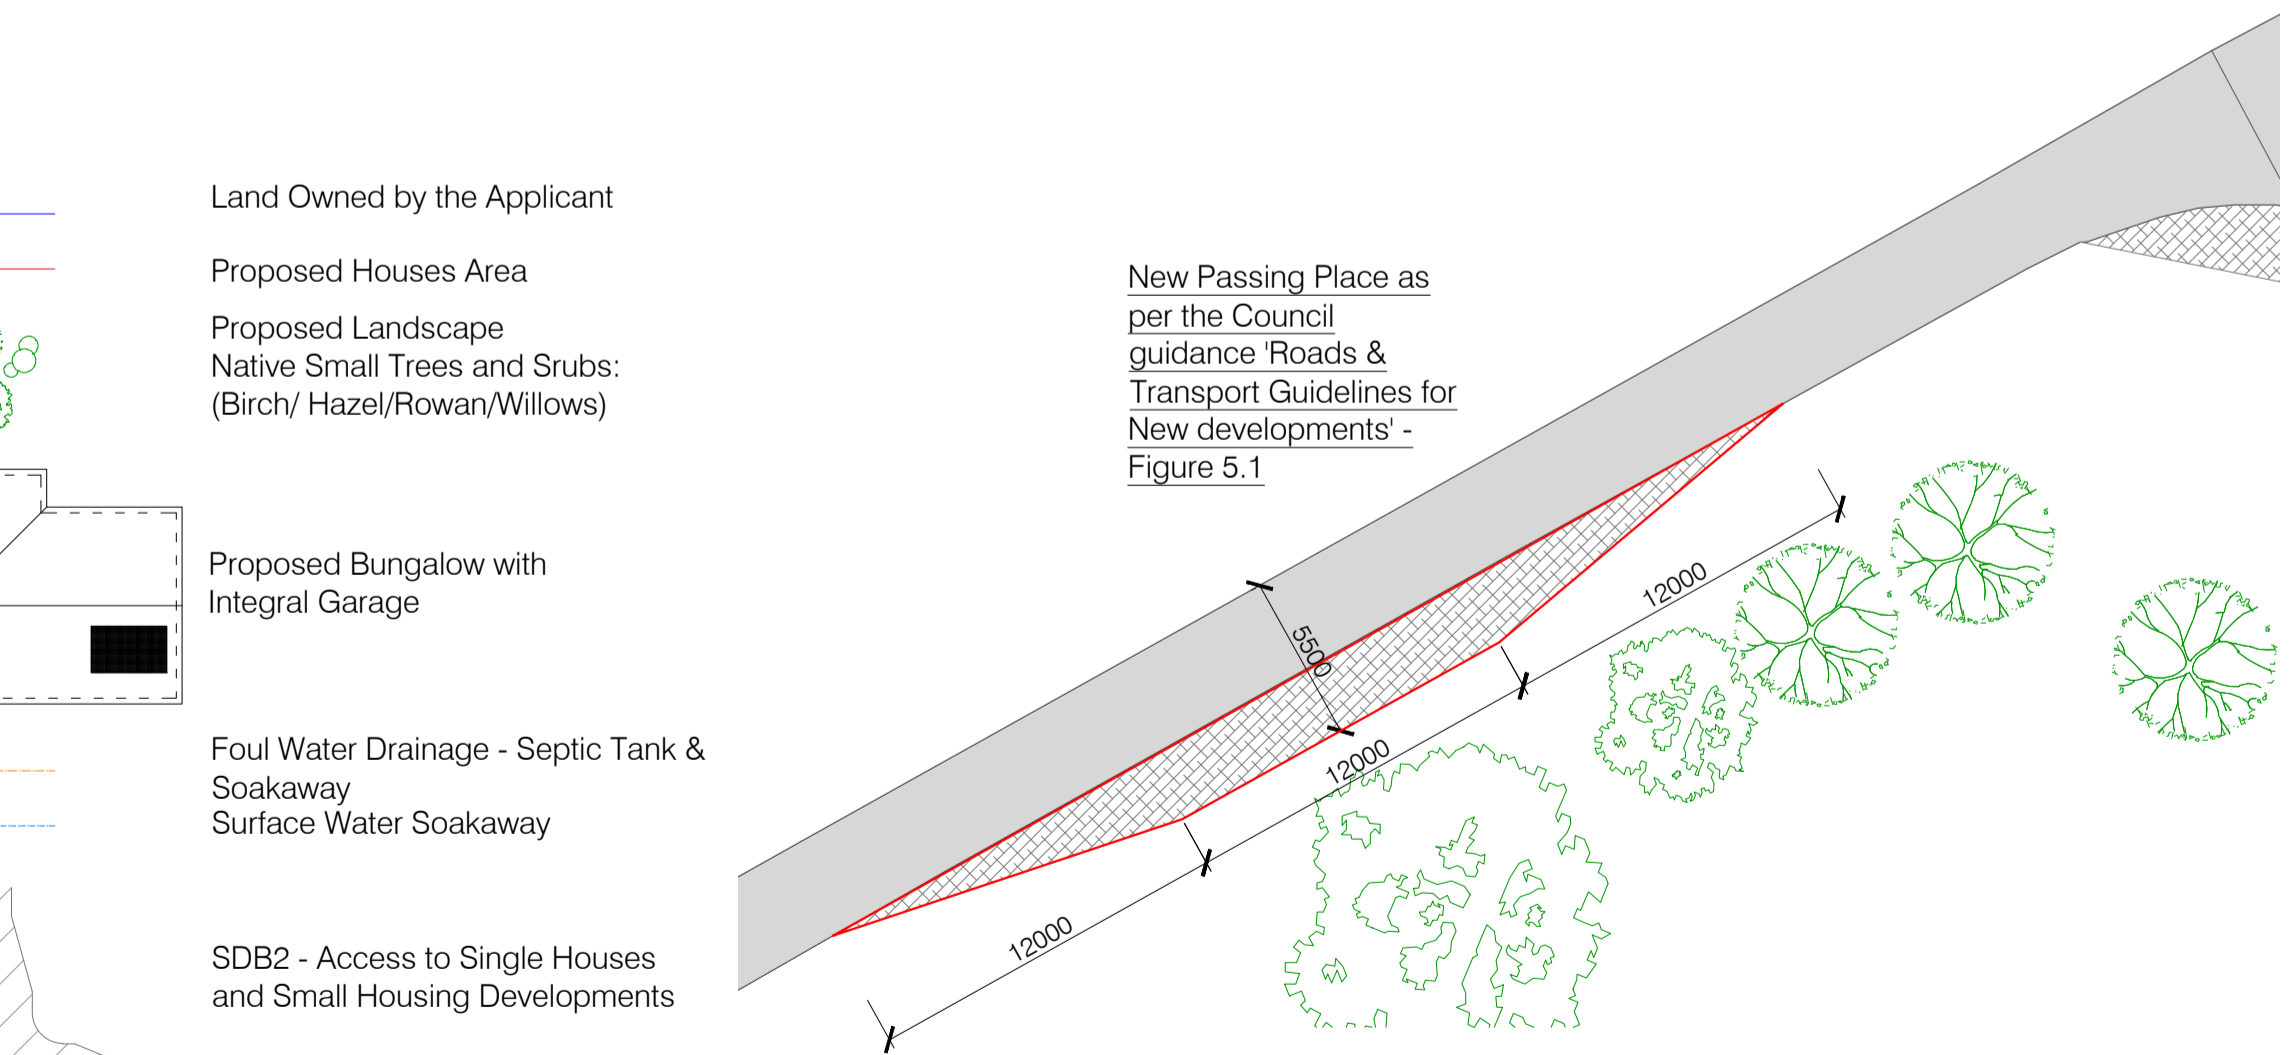 Land Owned by the Applicant
Proposed Houses Area
Proposed Landscape
Native Small Trees and Srubs:
(Birch/ Hazel/Rowan/Willows)
Proposed Bungalow with
Integral Garage
Foul Water Drainage - Septic Tank &
Soakaway
Surface Water Soakaway
SDB2 - Access to Single Houses
and Small Housing Developments
New Passing Place as
per the Council
guidance 'Roads &
Transport Guidelines for
New developments' -
Figure 5.1
5500
12000
12000
12000